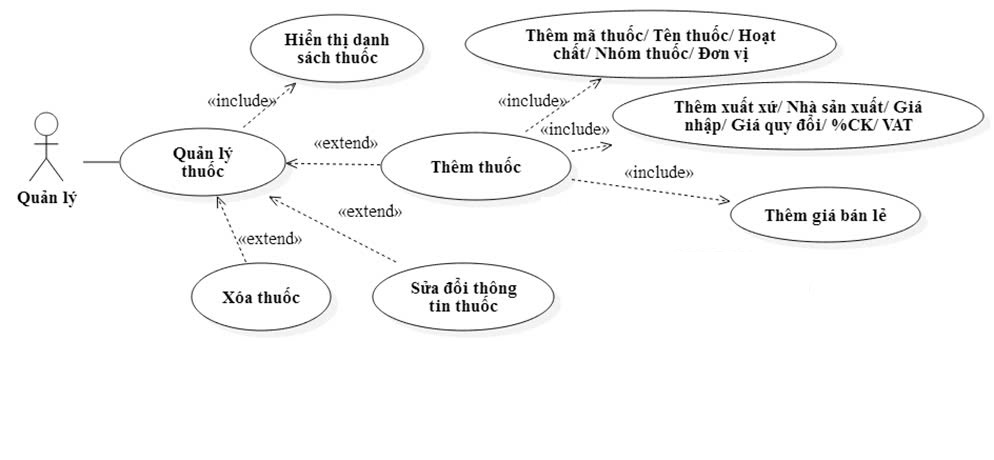 Hiển thị danh
sách thuốc
Thêm mã thuốc/ Tên thuốc/ Hoạt
chất/ Nhóm thuốc/ Đơn vị
«include»
«include»
Thêm xuất xứ/ Nhà sản xuất/ Giá
nhập/ Giá quy đổi/ %CK/ VAT
«include»
Quản lý
Quản lý
thuốc
«extend»
Thêm thuốc
«include»
Thêm giá bán lẻ
«extend»
«extend»
Xóa thuốc
Sửa đổi thông
tin thuốc